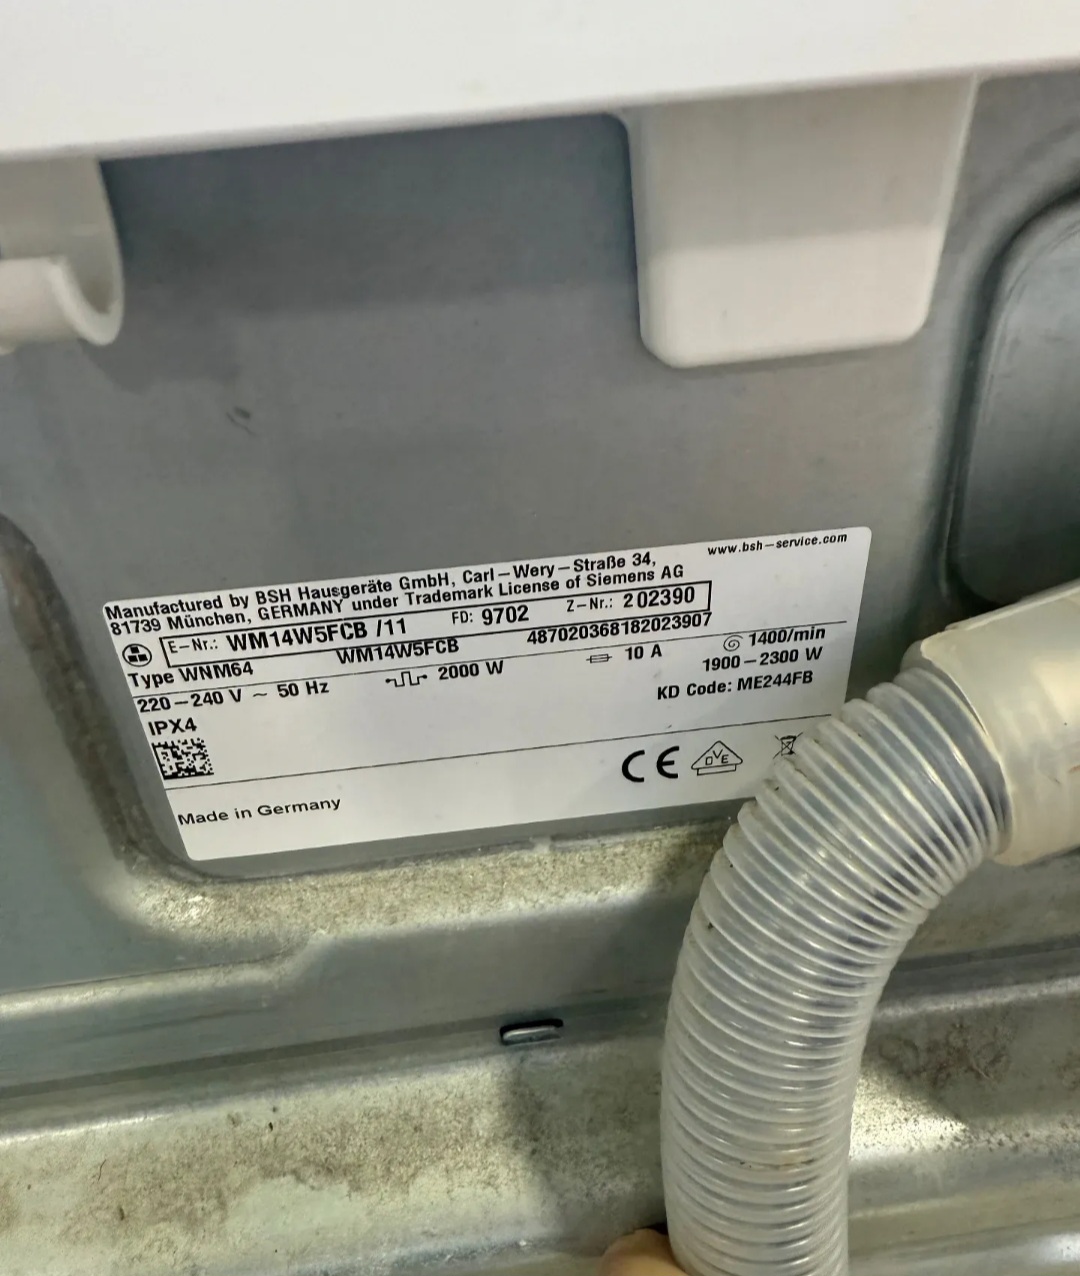 www.bsh-service.com
Manufactured by BSH Hausgeräte GmbH, Carl-Wery-Straße 34,
81739 München, GERMANY under Trademark License of Siemens AG
E-Nr.: WM14W5FCB /11 FD: 9702 Z-Nr.: 202390
Type WNM64 WM14W5FCB 487020368182023907
220-240 V ~ 50 Hz 2000 W 10 A 1400/min
1900-2300 W
IPX4 KD Code: ME244FB
CE DVE
Made in Germany